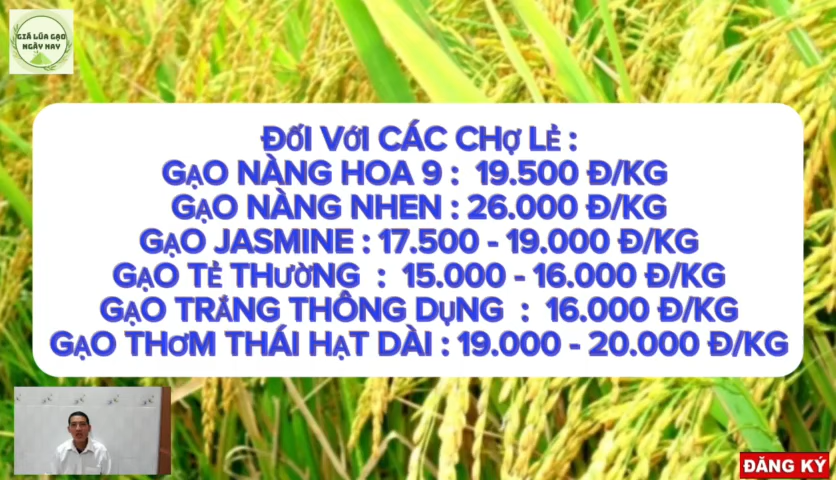 GIÁ LÚA GẠO
NGÀY NAY
ĐỐI VỚI CÁC CHỢ LẺ :
GẠO NÀNG HOA 9 : 19.500 Đ/KG
GẠO NÀNG NHEN : 26.000 Đ/KG
GẠO JASMINE : 17.500 - 19.000 Đ/KG
GẠO TẺ THƯỜNG : 15.000 - 16.000 Đ/KG
GẠO TRẮNG THÔNG DỤNG : 16.000 Đ/KG
GẠO THƠM THÁI HẠT DÀI : 19.000 - 20.000 Đ/KG
ĐĂNG KÝ